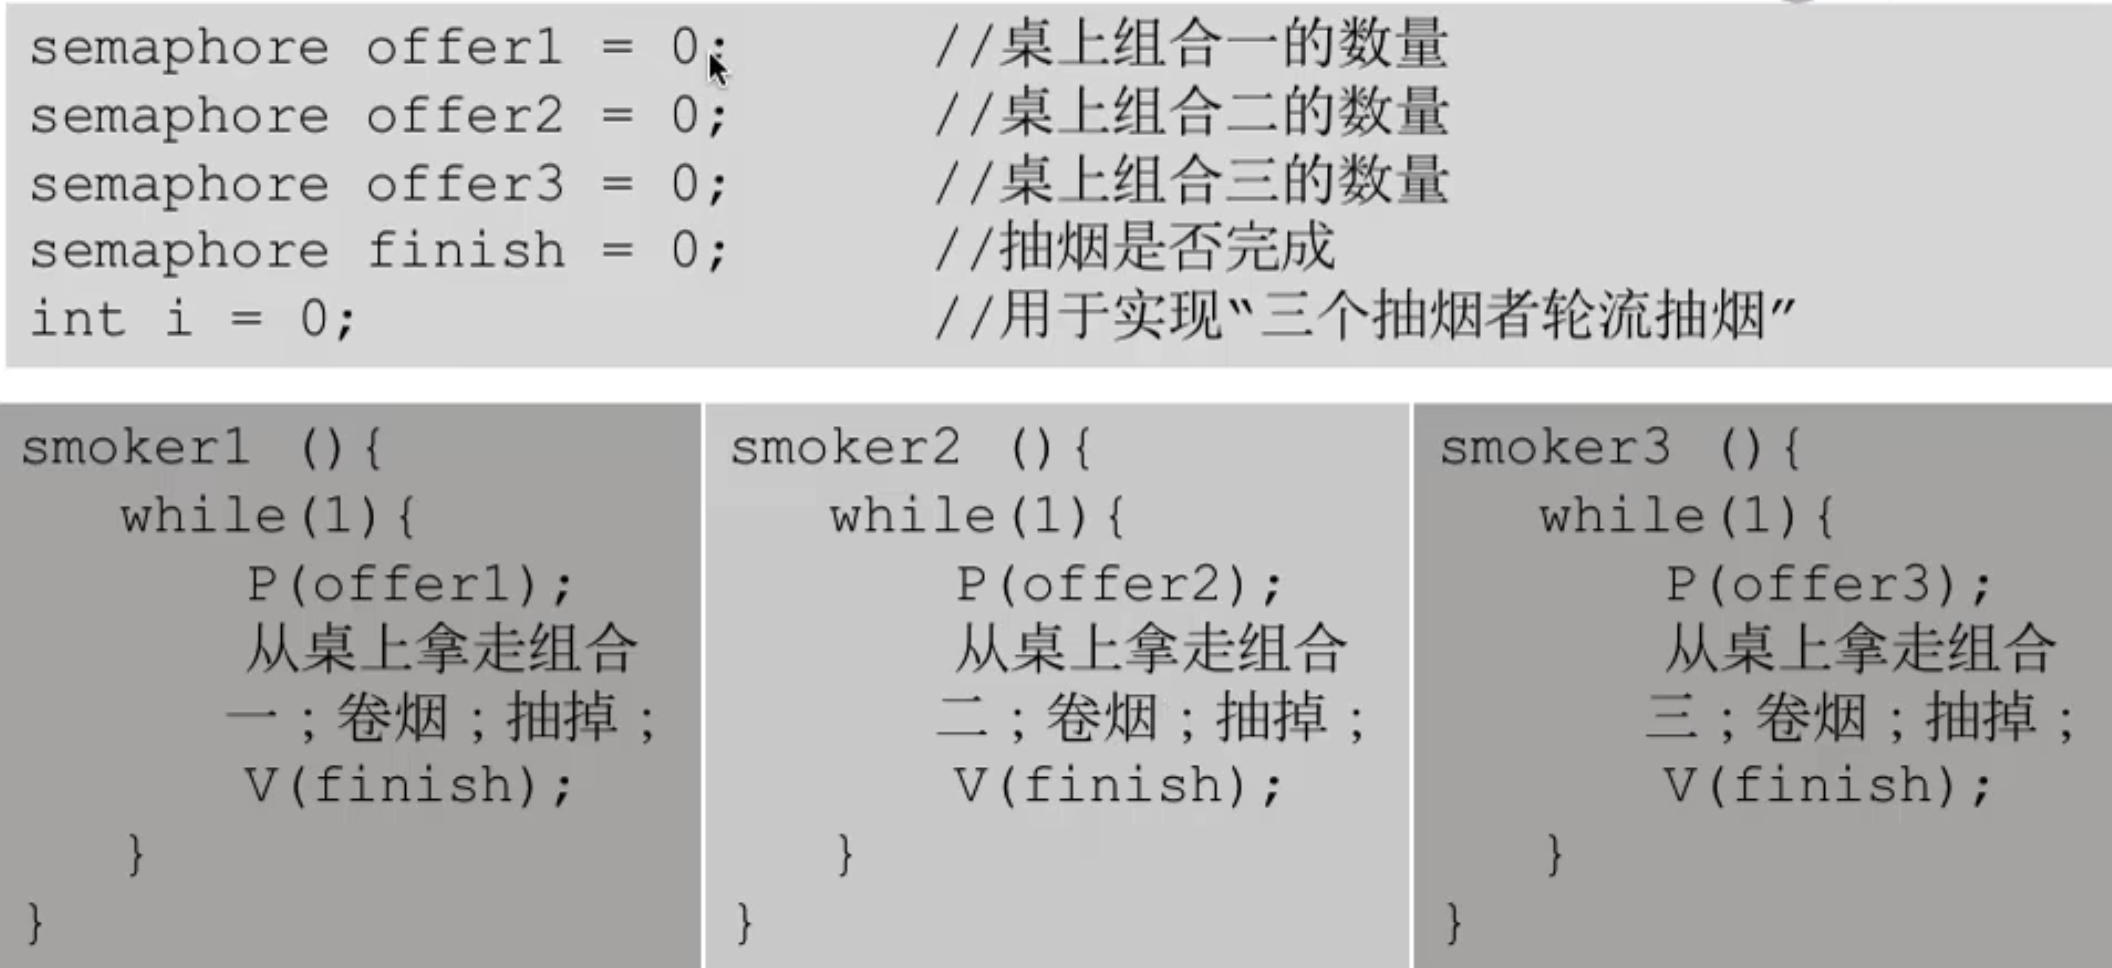 semaphore offer1 = 0; //桌上组合一的数量
semaphore offer2 = 0; //桌上组合二的数量
semaphore offer3 = 0; //桌上组合三的数量
semaphore finish = 0; //抽烟是否完成
int i = 0; //用于实现“三个抽烟者轮流抽烟”
smoker1 (){
while(1){
P(offer1);
从桌上拿走组合
一；卷烟；抽掉；
V(finish);
}
}
smoker2 (){
while(1){
P(offer2);
从桌上拿走组合
二；卷烟；抽掉；
V(finish);
}
}
smoker3 (){
while(1){
P(offer3);
从桌上拿走组合
三；卷烟；抽掉；
V(finish);
}
}